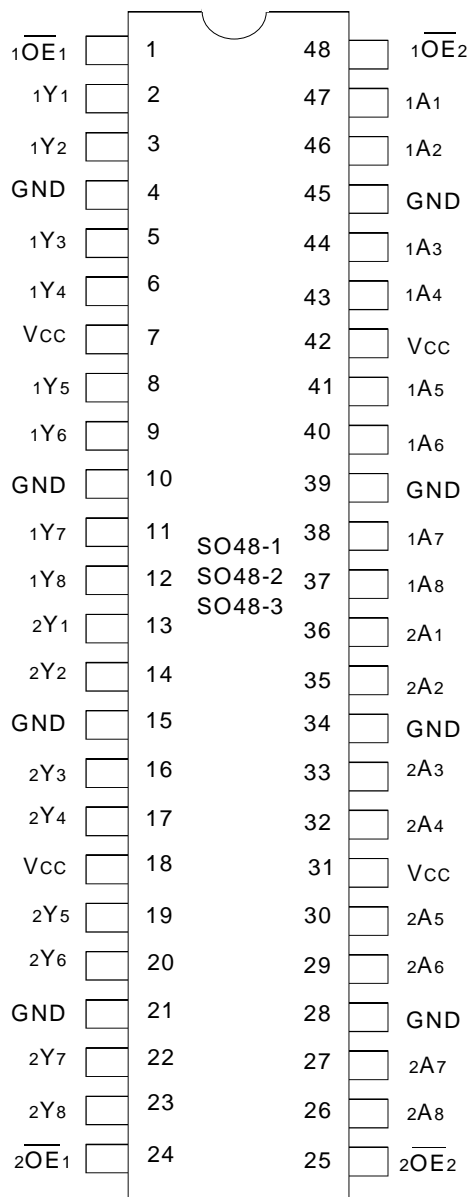 1OE1 1 48 1OE2
1Y1 2 47 1A1
1Y2 3 46 1A2
GND 4 45 GND
1Y3 5 44 1A3
1Y4 6 43 1A4
VCC 7 42 VCC
1Y5 8 41 1A5
1Y6 9 40 1A6
GND 10 39 GND
1Y7 11 38 1A7
SO48-1
1Y8 12 37 1A8
SO48-2
SO48-3
2Y1 13 36 2A1
2Y2 14 35 2A2
GND 15 34 GND
2Y3 16 33 2A3
2Y4 17 32 2A4
VCC 18 31 VCC
2Y5 19 30 2A5
2Y6 20 29 2A6
GND 21 28 GND
2Y7 22 27 2A7
2Y8 23 26 2A8
2OE1 24 25 2OE2